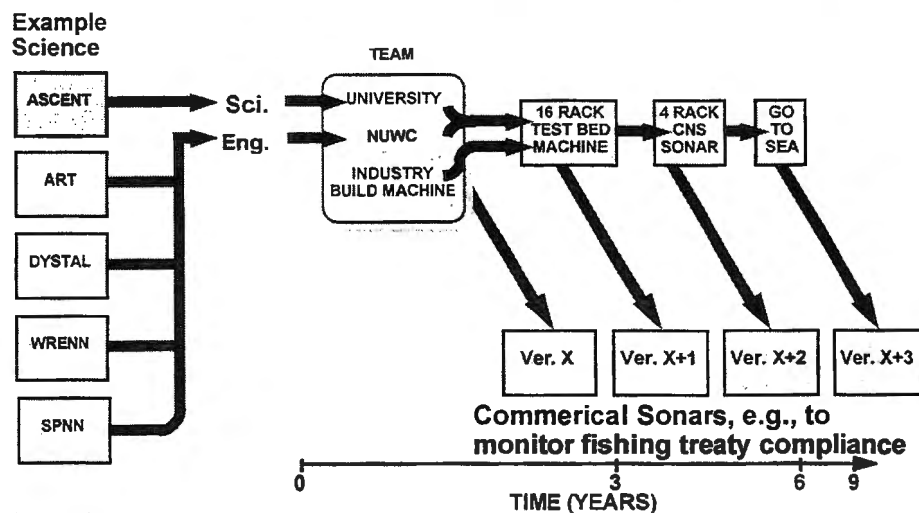 Example
Science
ASCENT
ART
DYSTAL
WRENN
SPNN
Sci.
Eng.
TEAM
UNIVERSITY
NUWC
INDUSTRY
BUILD MACHINE
16 RACK
TEST BED
MACHINE
4 RACK
CNS
SONAR
GO
TO
SEA
Ver. X
Ver. X+1
Ver. X+2
Ver. X+3
Commerical Sonars, e.g., to
monitor fishing treaty compliance
0
3
6
9
TIME (YEARS)